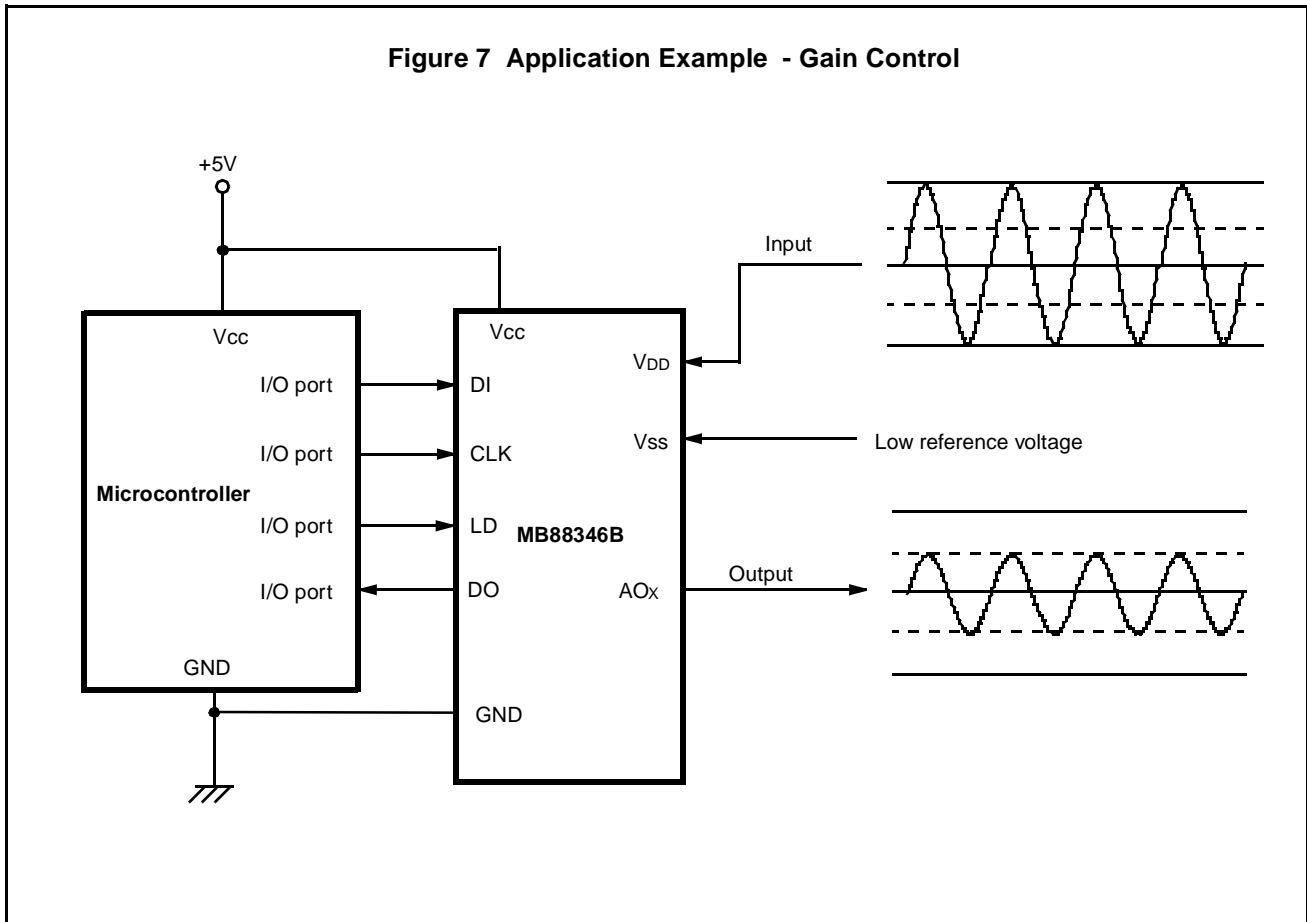 Figure 7 Application Example - Gain Control
+5V
Input
Vcc
Vcc
VDD
I/O port
DI
Vss
Low reference voltage
I/O port
CLK
Microcontroller
I/O port
LD
MB88346B
Output
I/O port
DO
AOx
GND
GND